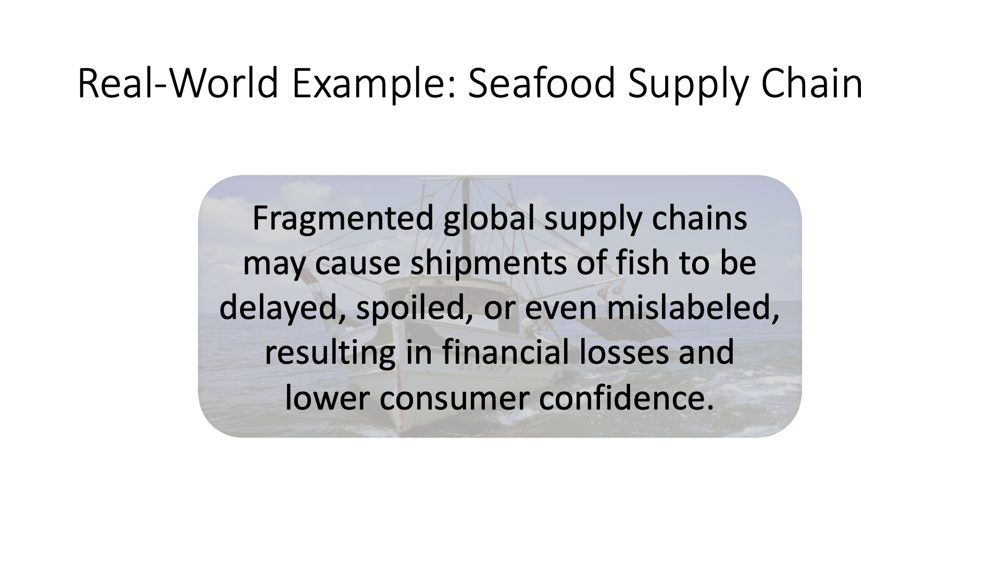 Real-World Example: Seafood Supply Chain
Fragmented global supply chains
may cause shipments of fish to be
delayed, spoiled, or even mislabeled,
resulting in financial losses and
lower consumer confidence.
ELAINE B